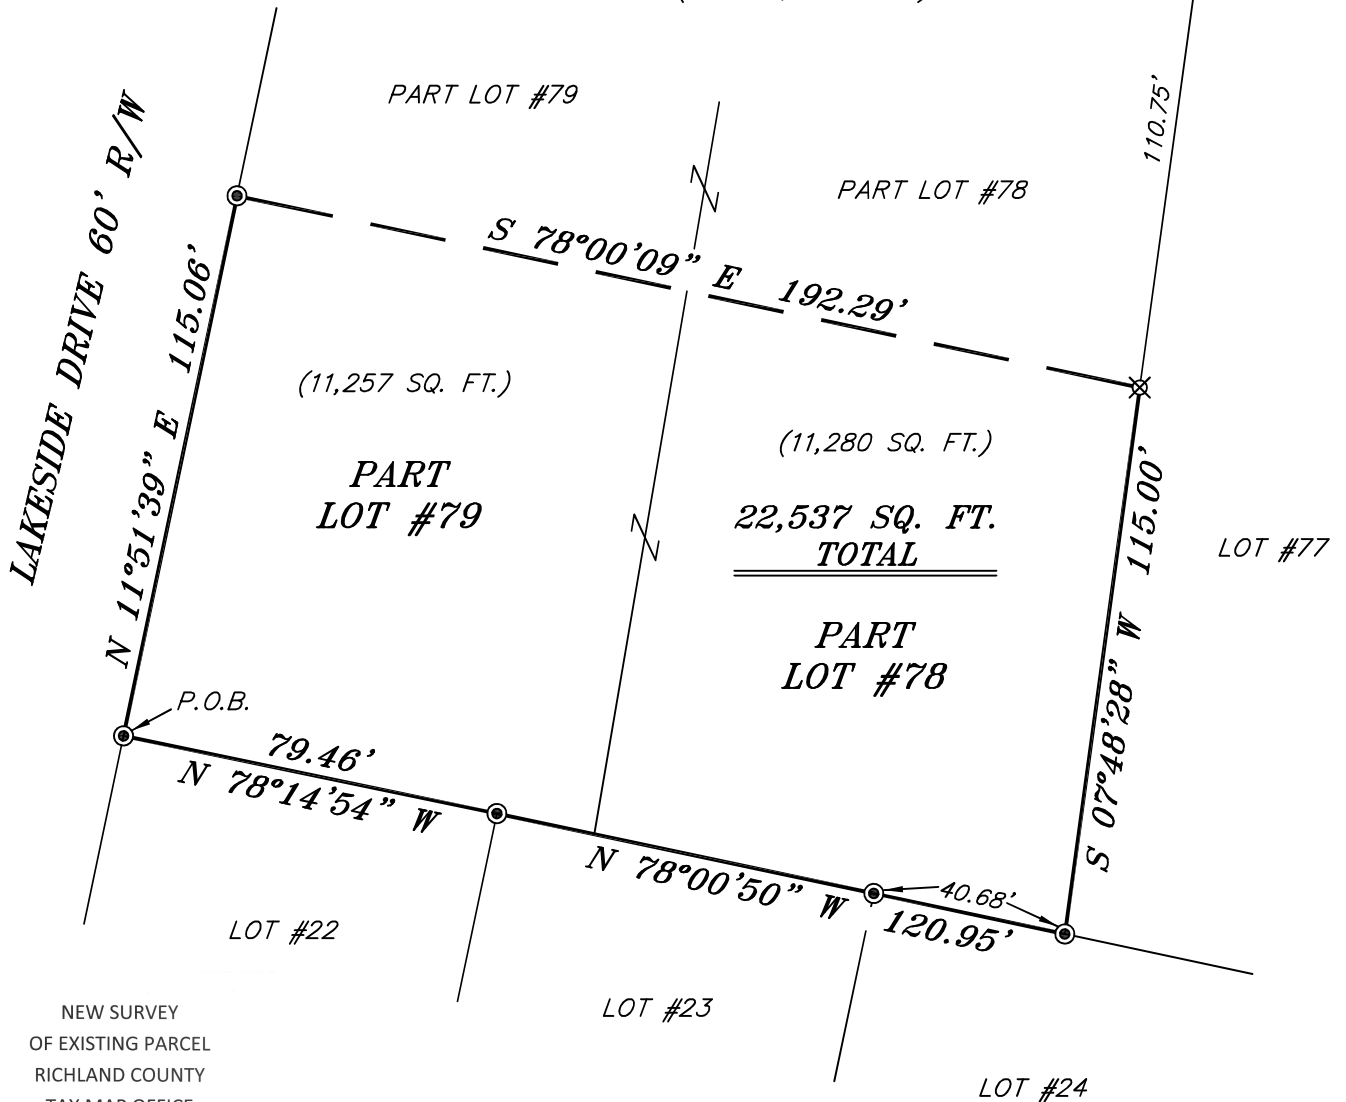 PART LOT #79
110.75'
LAKESIDE DRIVE 60' R/W
PART LOT #78
S 78°00'09" E 192.29'
N 11°51'39" E 115.06'
(11,257 SQ. FT.)
PART
LOT #79
(11,280 SQ. FT.)
22,537 SQ. FT.
TOTAL
PART
LOT #78
S 07°48'28" W 115.00'
LOT #77
P.O.B.
79.46'
N 78°14'54" W
N 78°00'50" W
120.95'
40.68'
LOT #22
LOT #23
LOT #24
NEW SURVEY
OF EXISTING PARCEL
RICHLAND COUNTY
TAX MAP OFFICE